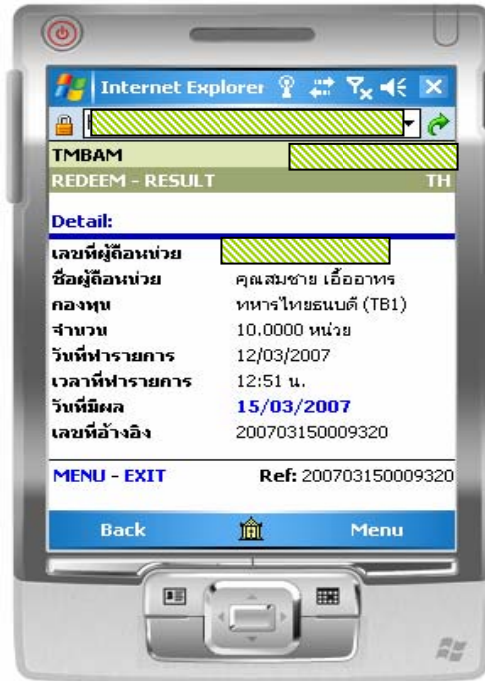 Internet Explorer
TMBAM
REDEEM - RESULT TH
Detail:
เลขที่ผู้ถือหน่วย
ชื่อผู้ถือหน่วย คุณสมชาย เอื้ออาทร
กองทุน ทหารไทยธนบดี (TB1)
จำนวน 10.0000 หน่วย
วันที่ทำรายการ 12/03/2007
เวลาที่ทำรายการ 12:51 น.
วันที่มีผล 15/03/2007
เลขที่อ้างอิง 200703150009320
MENU - EXIT Ref: 200703150009320
Back Menu